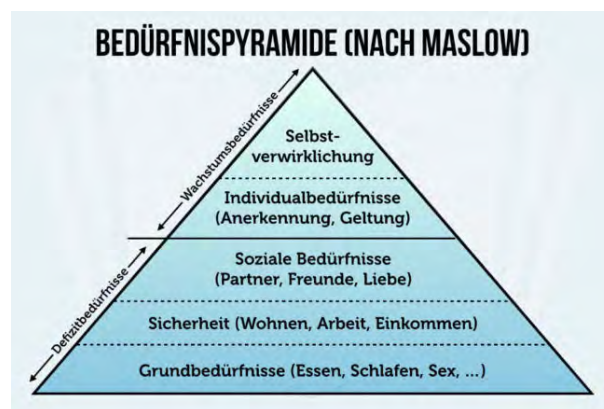 BEDÜRFNISPYRAMIDE (NACH MASLOW)
Wachstumsbedürfnisse
Selbst-
verwirklichung
Individualbedürfnisse
(Anerkennung, Geltung)
Defizitbedürfnisse
Soziale Bedürfnisse
(Partner, Freunde, Liebe)
Sicherheit (Wohnen, Arbeit, Einkommen)
Grundbedürfnisse (Essen, Schlafen, Sex, ...)